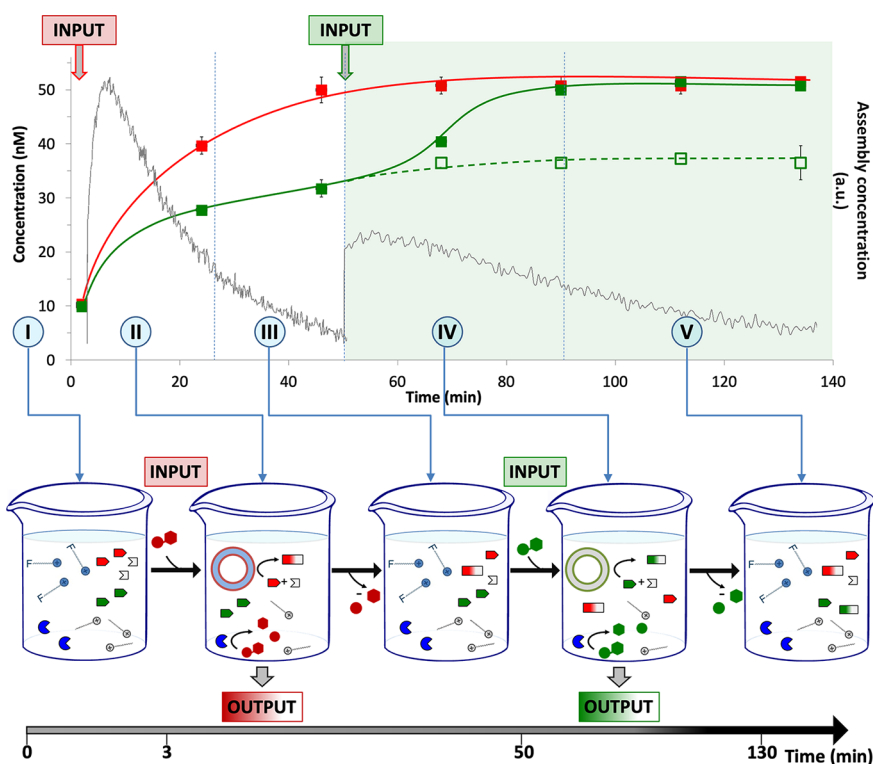 INPUT
INPUT
Concentration (nM)
Assembly concentration
(a.u.)
50
40
30
20
10
0
I
II
III
IV
V
0
20
40
60
80
100
120
140
Time (min)
INPUT
INPUT
F
F
F
+
-
F
F
F
+
-
F
F
F
OUTPUT
OUTPUT
0
3
50
130
Time (min)